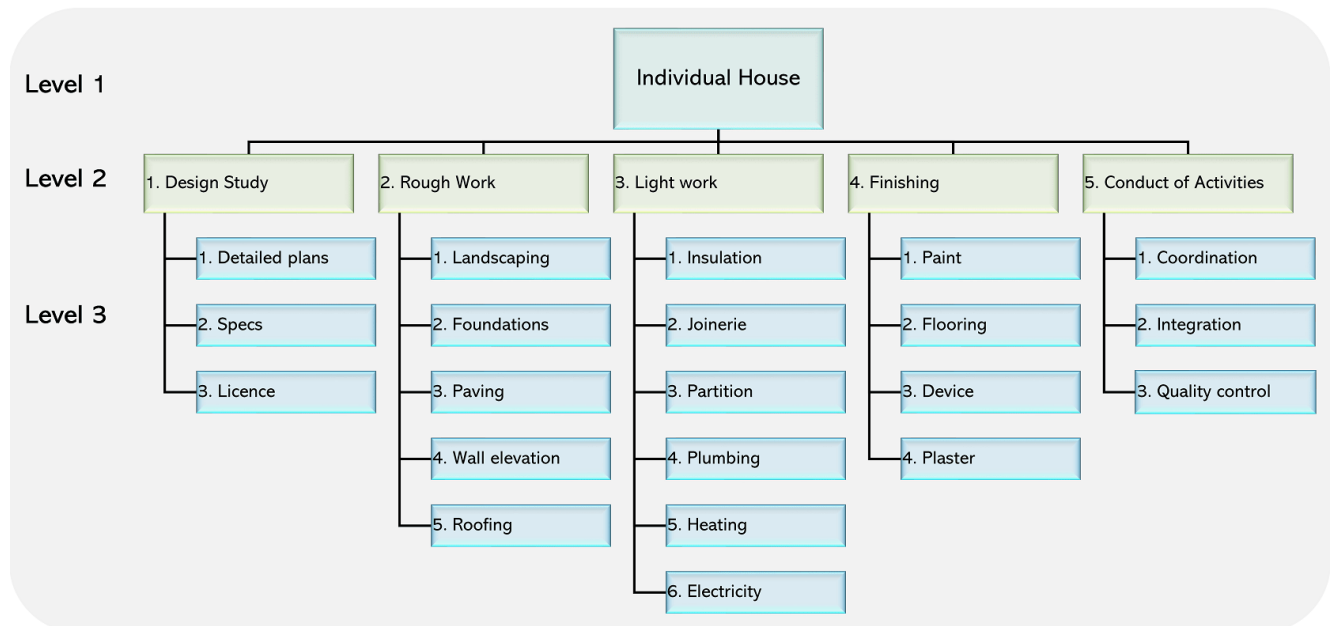 Level 1
Individual House
Level 2
1. Design Study
2. Rough Work
3. Light work
4. Finishing
5. Conduct of Activities
Level 3
1. Detailed plans
2. Specs
3. Licence
1. Landscaping
2. Foundations
3. Paving
4. Wall elevation
5. Roofing
1. Insulation
2. Joinerie
3. Partition
4. Plumbing
5. Heating
6. Electricity
1. Paint
2. Flooring
3. Device
4. Plaster
1. Coordination
2. Integration
3. Quality control